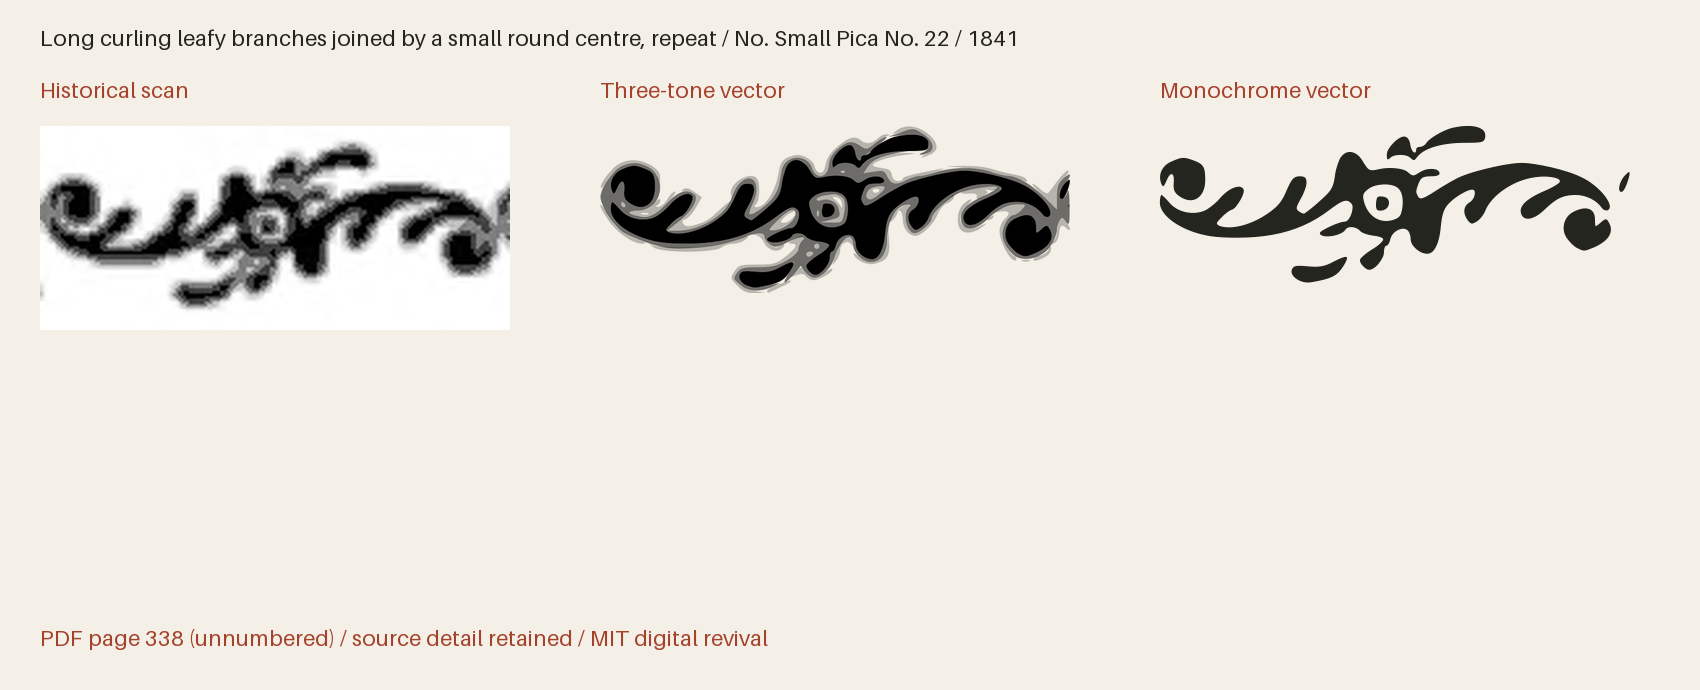 Long curling leafy branches joined by a small round centre, repeat / No. Small Pica No. 22 / 1841
Historical scan
Three-tone vector
Monochrome vector
PDF page 338 (unnumbered) / source detail retained / MIT digital revival